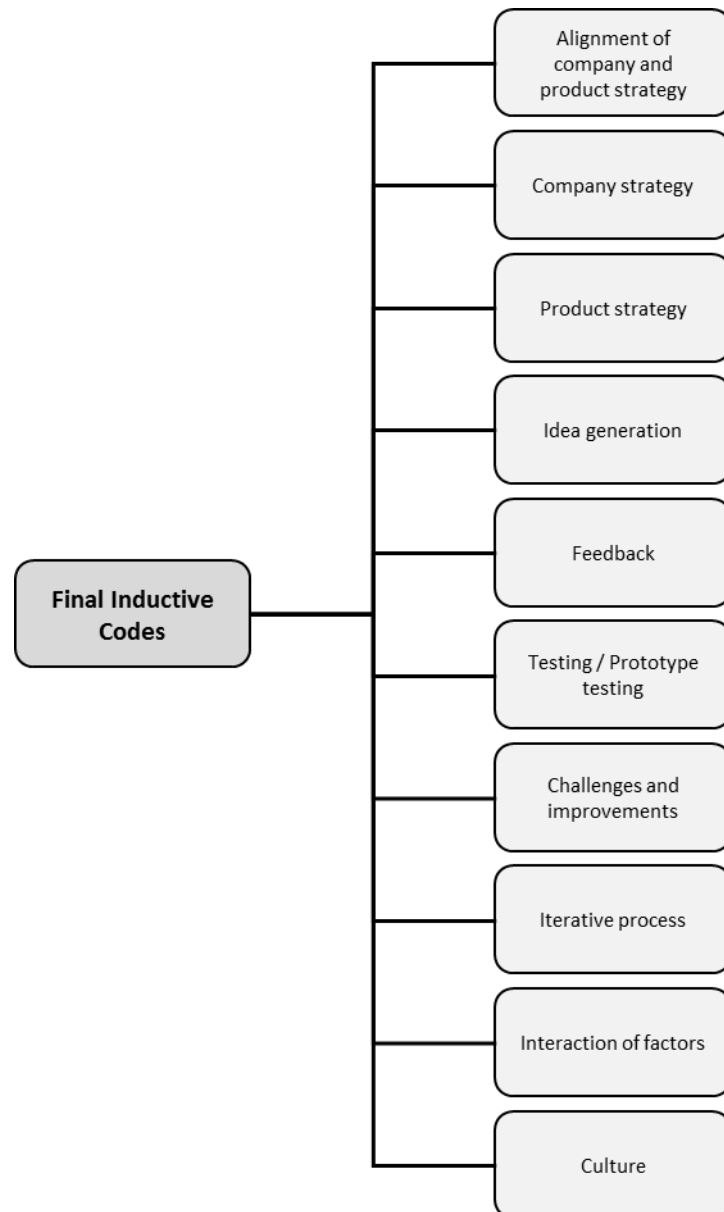 Alignment of
company and
product strategy
Company strategy
Product strategy
Idea generation
Feedback
Final Inductive
Codes
Testing / Prototype
testing
Challenges and
improvements
Iterative process
Interaction of factors
Culture